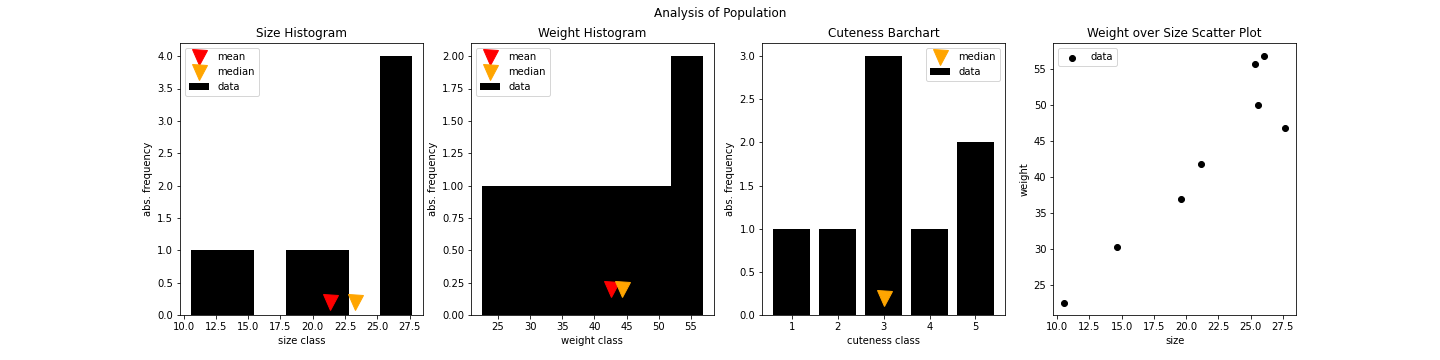 Analysis of Population
Size Histogram
mean
median
data
4.0
3.5
3.0
2.5
2.0
1.5
1.0
0.5
0.0
abs. frequency
10.0 12.5 15.0 17.5 20.0 22.5 25.0 27.5
size class
Weight Histogram
mean
median
data
2.00
1.75
1.50
1.25
1.00
0.75
0.50
0.25
0.00
abs. frequency
25 30 35 40 45 50 55
weight class
Cuteness Barchart
median
data
3.0
2.5
2.0
1.5
1.0
0.5
0.0
abs. frequency
1 2 3 4 5
cuteness class
Weight over Size Scatter Plot
data
55
50
45
40
35
30
25
weight
10.0 12.5 15.0 17.5 20.0 22.5 25.0 27.5
size